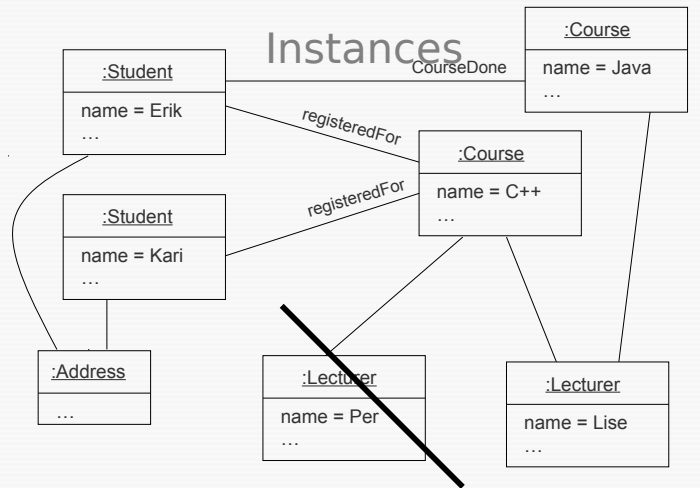 Instances
:Course
name = Java
…
:Student
name = Erik
…
CourseDone
registeredFor
:Course
name = C++
…
:Student
name = Kari
…
registeredFor
:Address
…
:Lecturer
name = Per
…
:Lecturer
name = Lise
…